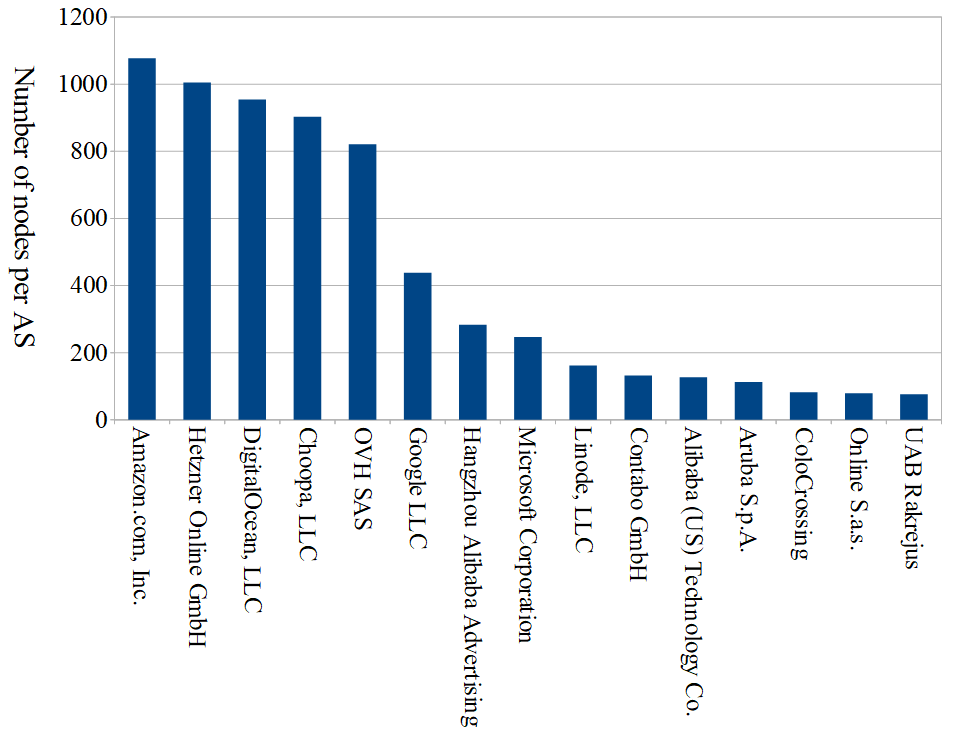 Number of nodes per AS
1200
1000
800
600
400
200
0
Amazon.com, Inc.
Hetzner Online GmbH
DigitalOcean, LLC
Choopa, LLC
OVH SAS
Google LLC
Hangzhou Alibaba Advertising
Microsoft Corporation
Linode, LLC
Contabo GmbH
Alibaba (US) Technology Co.
Aruba S.p.A.
ColoCrossing
Online S.a.s.
UAB Rakrejus